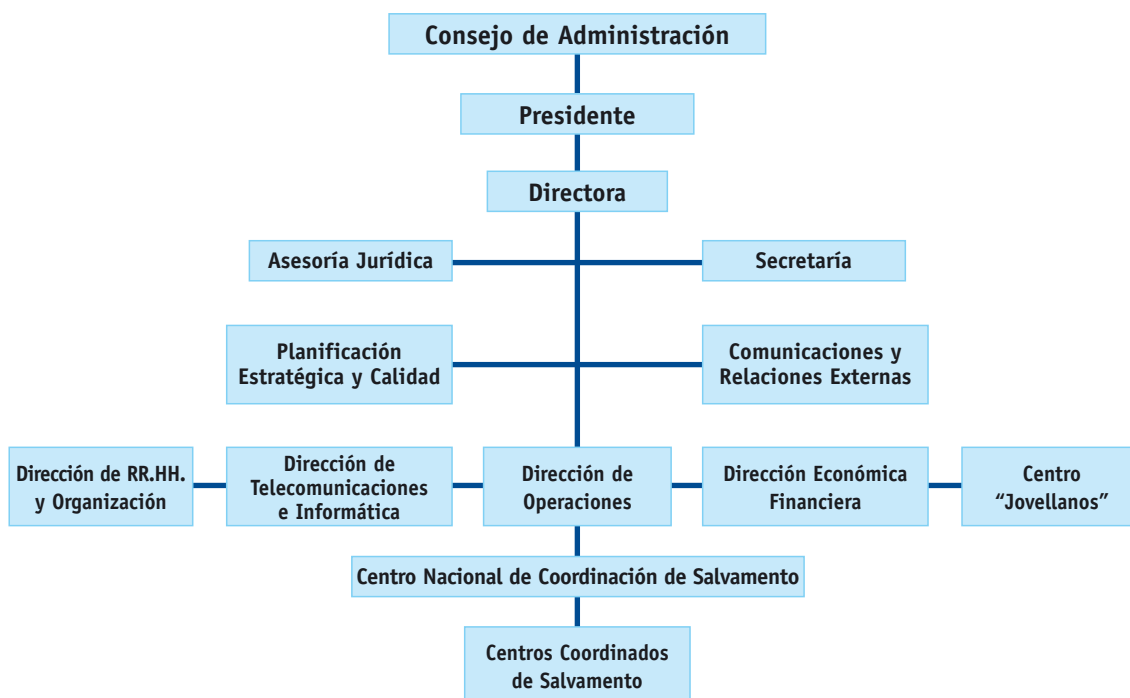 Consejo de Administración
Presidente
Directora
Asesoría Jurídica
Secretaría
Planificación
Estratégica y Calidad
Comunicaciones y
Relaciones Externas
Dirección de RR.HH.
y Organización
Dirección de
Telecomunicaciones
e Informática
Dirección de
Operaciones
Dirección Económica
Financiera
Centro
“Jovellanos”
Centro Nacional de Coordinación de Salvamento
Centros Coordinados
de Salvamento